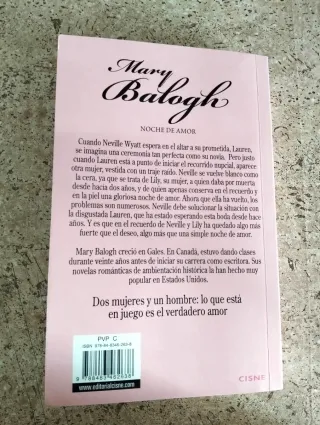 Mary
Balogh
NOCHE DE AMOR
Cuando Neville Wyatt espera en el altar a su prometida, Lauren,
se imagina una ceremonia tan perfecta como su novia. Pero justo
cuando Lauren está a punto de iniciar el recorrido nupcial, aparece
otra mujer, vestida con un traje raído. Neville se vuelve blanco como
la cera, ya que se trata de Lily, su mujer, a quien daba por muerta
desde hacía dos años, y de quien apenas conserva en el recuerdo y
en la piel una gloriosa noche de amor. Ahora que ella ha vuelto, los
problemas son numerosos. Neville debe solucionar la situación con
la disgustada Lauren, que ha estado esperando esta boda desde hace
años. Y es que en el recuerdo de Neville y Lily ha quedado algo más
fuerte que el deseo, algo más que una simple noche de amor.
Mary Balogh creció en Gales. En Canadá, estuvo dando clases
durante veinte años antes de iniciar su carrera como escritora. Sus
novelas románticas de ambientación histórica la han hecho muy
popular en Estados Unidos.
Dos mujeres y un hombre: lo que está
en juego es el verdadero amor
PVP C
www.editorialcisne.com
CISNE